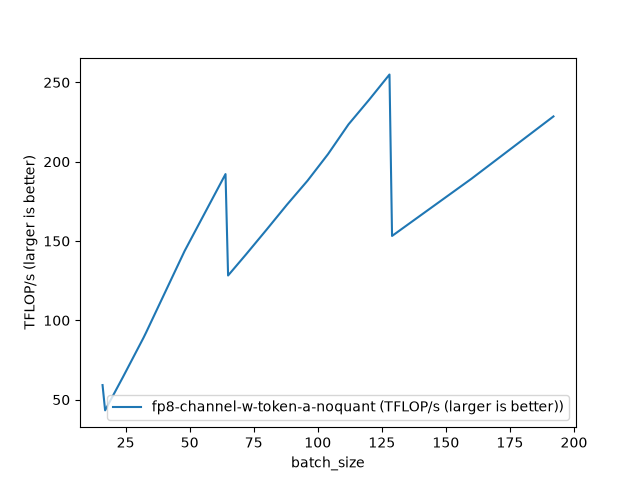 250
200
150
100
50
TFLOP/s (larger is better)
fp8-channel-w-token-a-noquant (TFLOP/s (larger is better))
25 50 75 100 125 150 175 200
batch_size